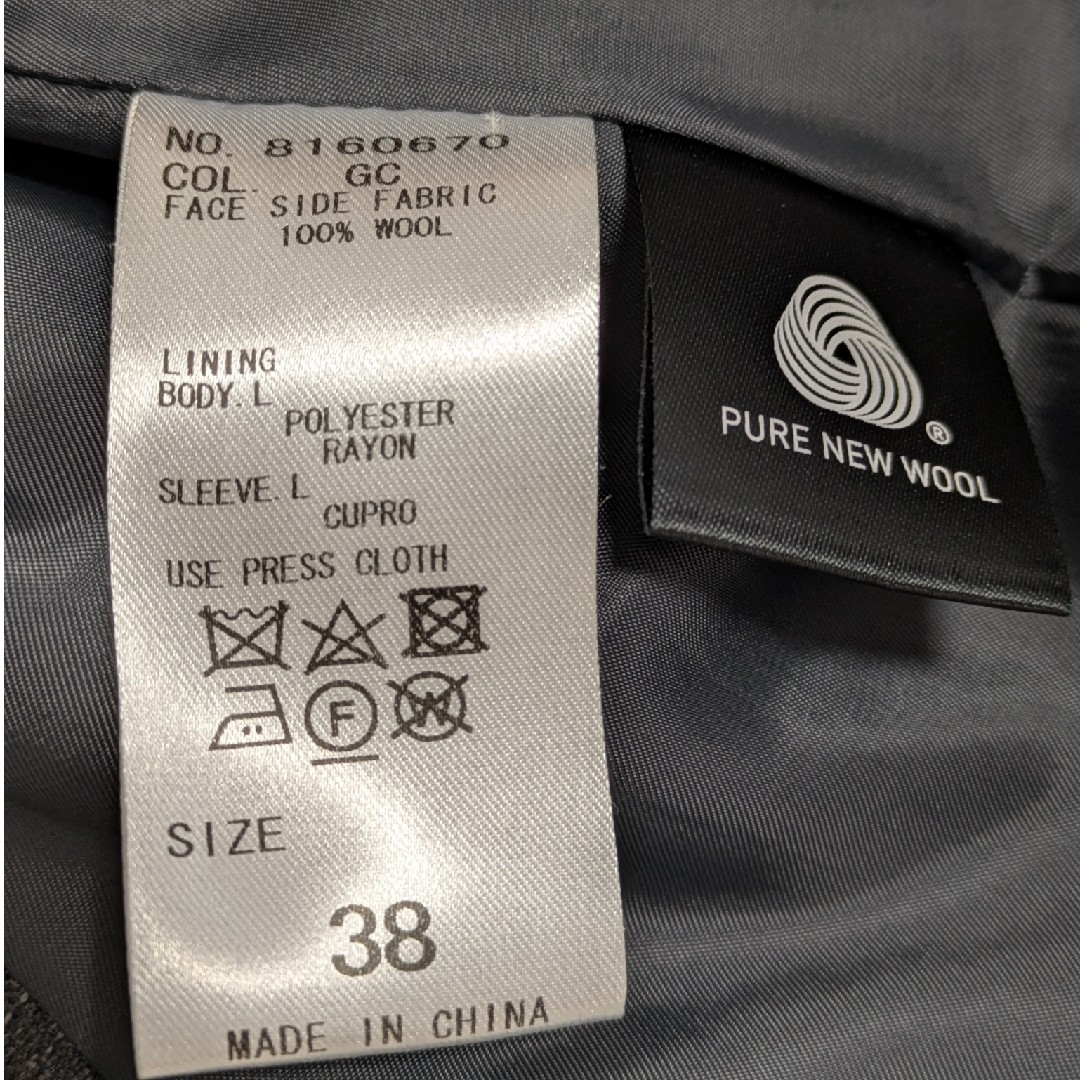 NO. 8160670
COL. GC
FACE SIDE FABRIC
100% WOOL
LINING
BODY. L
POLYESTER
RAYON
SLEEVE. L
CUPRO
USE PRESS CLOTH
F
W
SIZE
38
MADE IN CHINA
PURE NEW WOOL
®